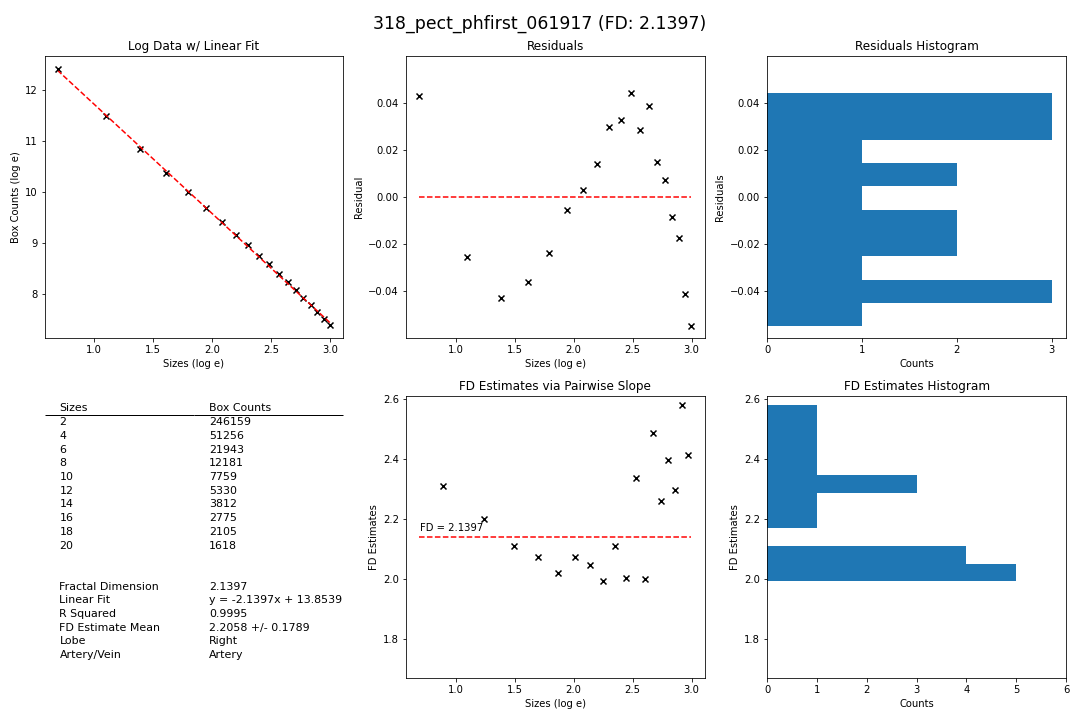 318_pect_phfirst_061917 (FD: 2.1397)
Log Data w/ Linear Fit
Box Counts (log e)
12
11
10
9
8
1.0 1.5 2.0 2.5 3.0
Sizes (log e)
Residuals
Residual
0.04
0.02
0.00
−0.02
−0.04
1.0 1.5 2.0 2.5 3.0
Sizes (log e)
Residuals Histogram
Residuals
0.04
0.02
0.00
−0.02
−0.04
0 1 2 3
Counts
Sizes Box Counts
2 246159
4 51256
6 21943
8 12181
10 7759
12 5330
14 3812
16 2775
18 2105
20 1618
Fractal Dimension 2.1397
Linear Fit y = -2.1397x + 13.8539
R Squared 0.9995
FD Estimate Mean 2.2058 +/- 0.1789
Lobe Right
Artery/Vein Artery
FD Estimates via Pairwise Slope
FD Estimates
2.6
2.4
2.2
2.0
1.8
FD = 2.1397
1.0 1.5 2.0 2.5 3.0
Sizes (log e)
FD Estimates Histogram
FD Estimates
2.6
2.4
2.2
2.0
1.8
0 1 2 3 4 5 6
Counts